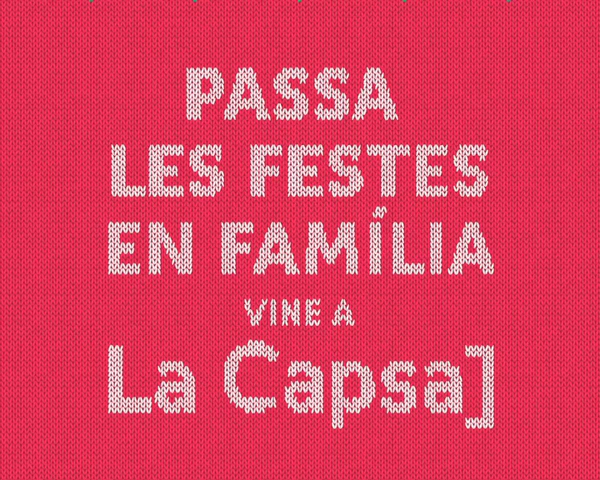 PASSA
LES FESTES
EN FAMÍLIA
VINE A
La Capsa]